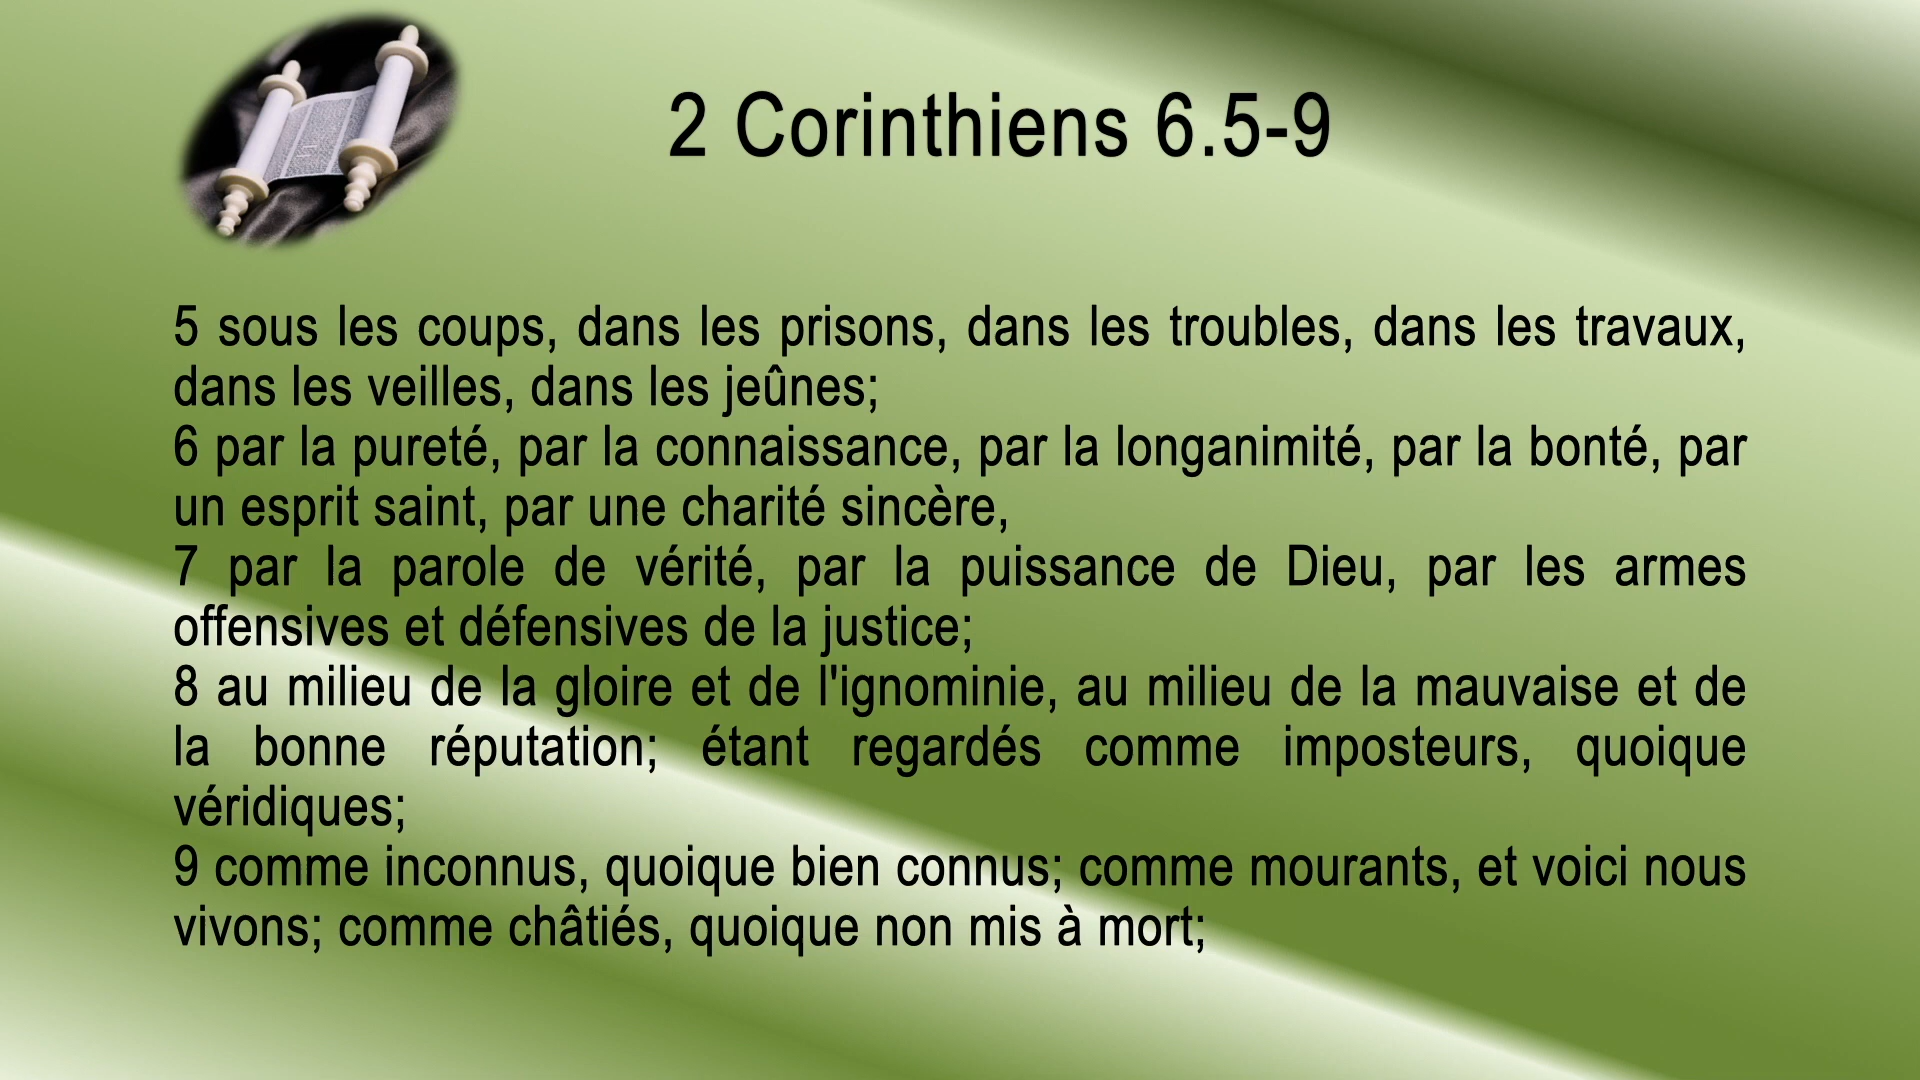 2 Corinthiens 6.5-9
5 sous les coups, dans les prisons, dans les troubles, dans les travaux,
dans les veilles, dans les jeûnes;
6 par la pureté, par la connaissance, par la longanimité, par la bonté, par
un esprit saint, par une charité sincère,
7 par la parole de vérité, par la puissance de Dieu, par les armes
offensives et défensives de la justice;
8 au milieu de la gloire et de l'ignominie, au milieu de la mauvaise et de
la bonne réputation; étant regardés comme imposteurs, quoique
véridiques;
9 comme inconnus, quoique bien connus; comme mourants, et voici nous
vivons; comme châtiés, quoique non mis à mort;